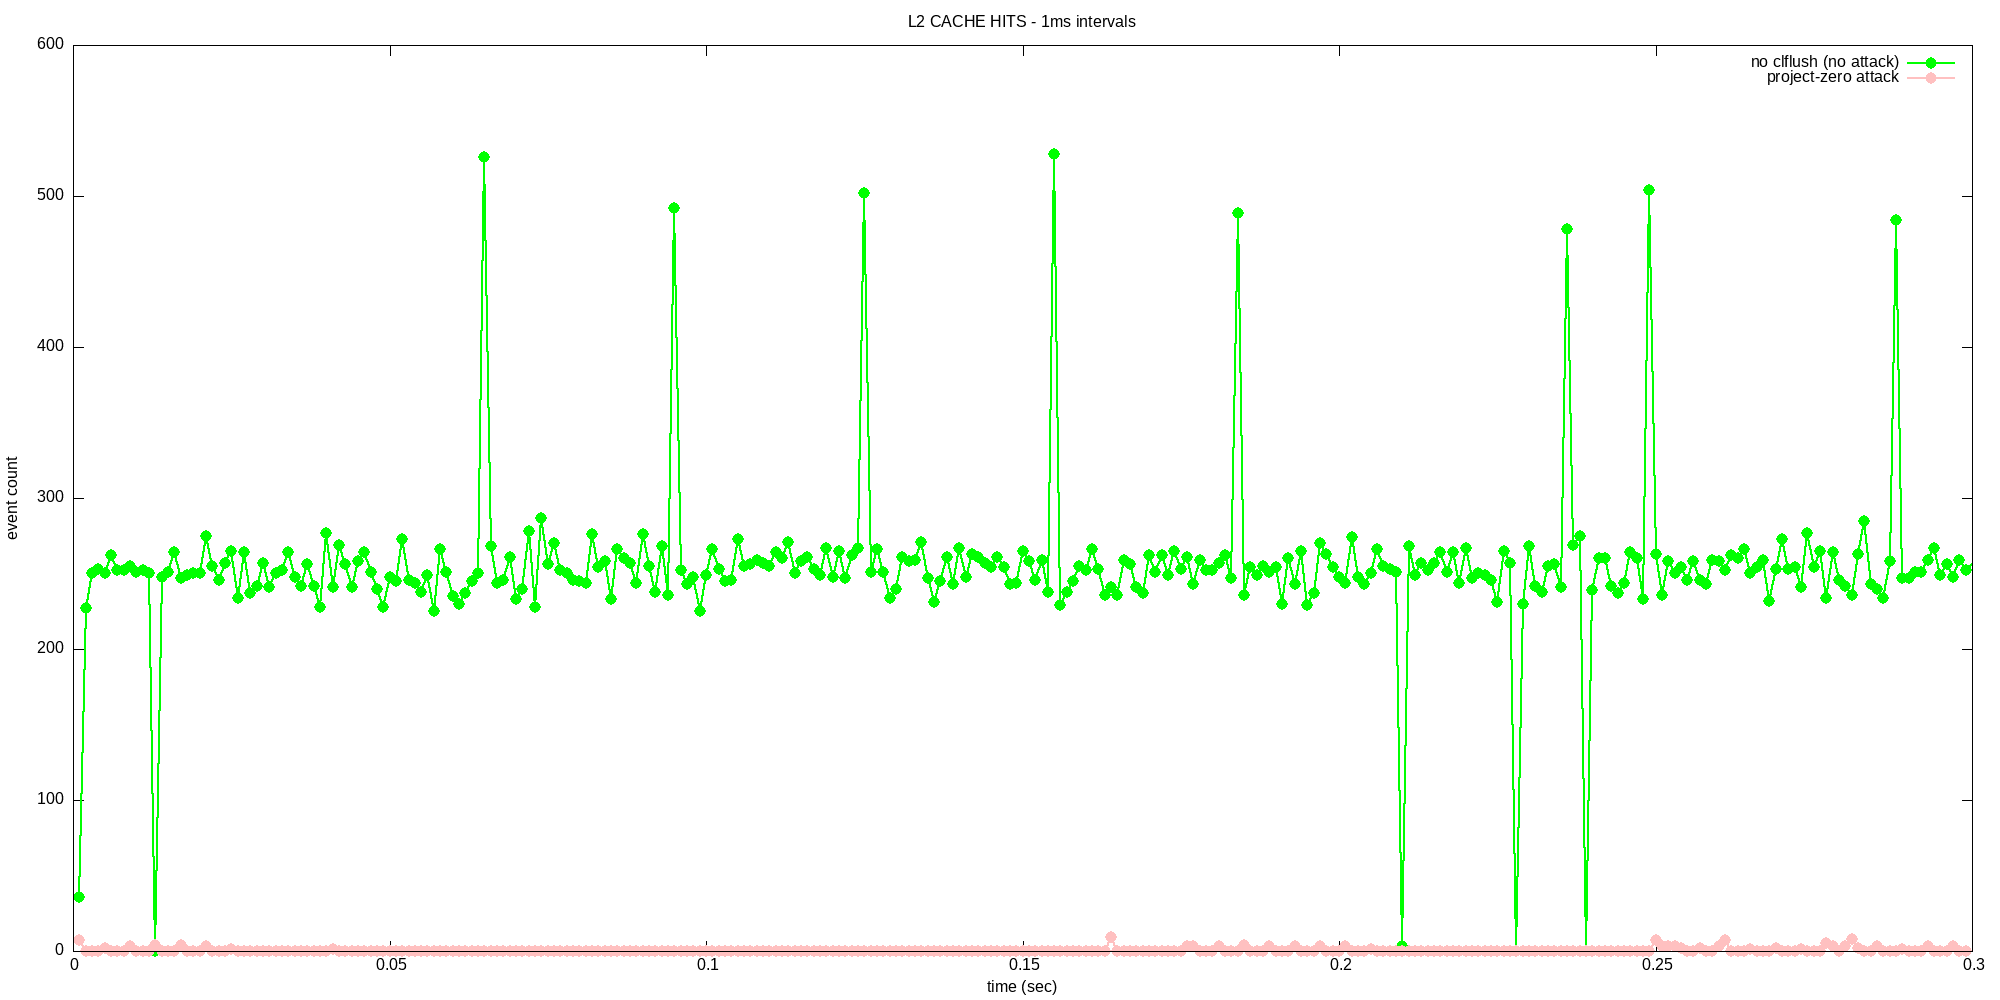 L2 CACHE HITS - 1ms intervals
600
no clflush (no attack)
project-zero attack
500
400
300
event count
200
100
0
0 0.05 0.1 0.15 0.2 0.25 0.3
time (sec)